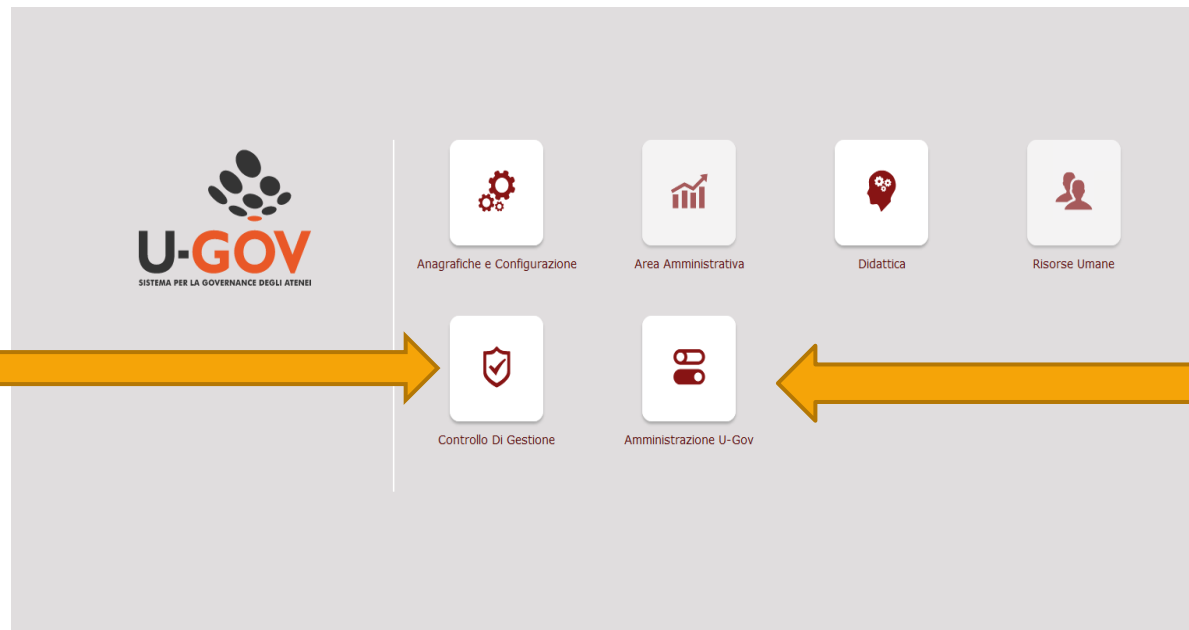 U-GOV
SISTEMA PER LA GOVERNANCE DEGLI ATENEI
Anagrafiche e Configurazione
Area Amministrativa
Didattica
Risorse Umane
Controllo Di Gestione
Amministrazione U-Gov